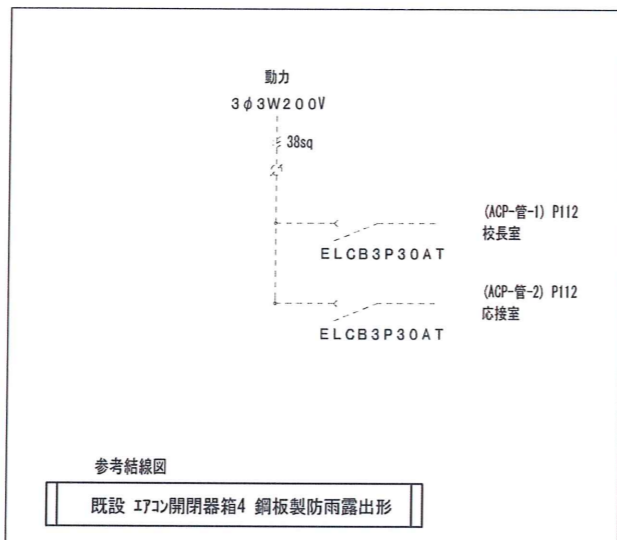 動力
3φ3W200V
38sq
(ACP-管-1) P112
校長室
ELCB3P30AT
(ACP-管-2) P112
応接室
ELCB3P30AT
参考結線図
既設 エアコン開閉器箱4 鋼板製防雨露出形